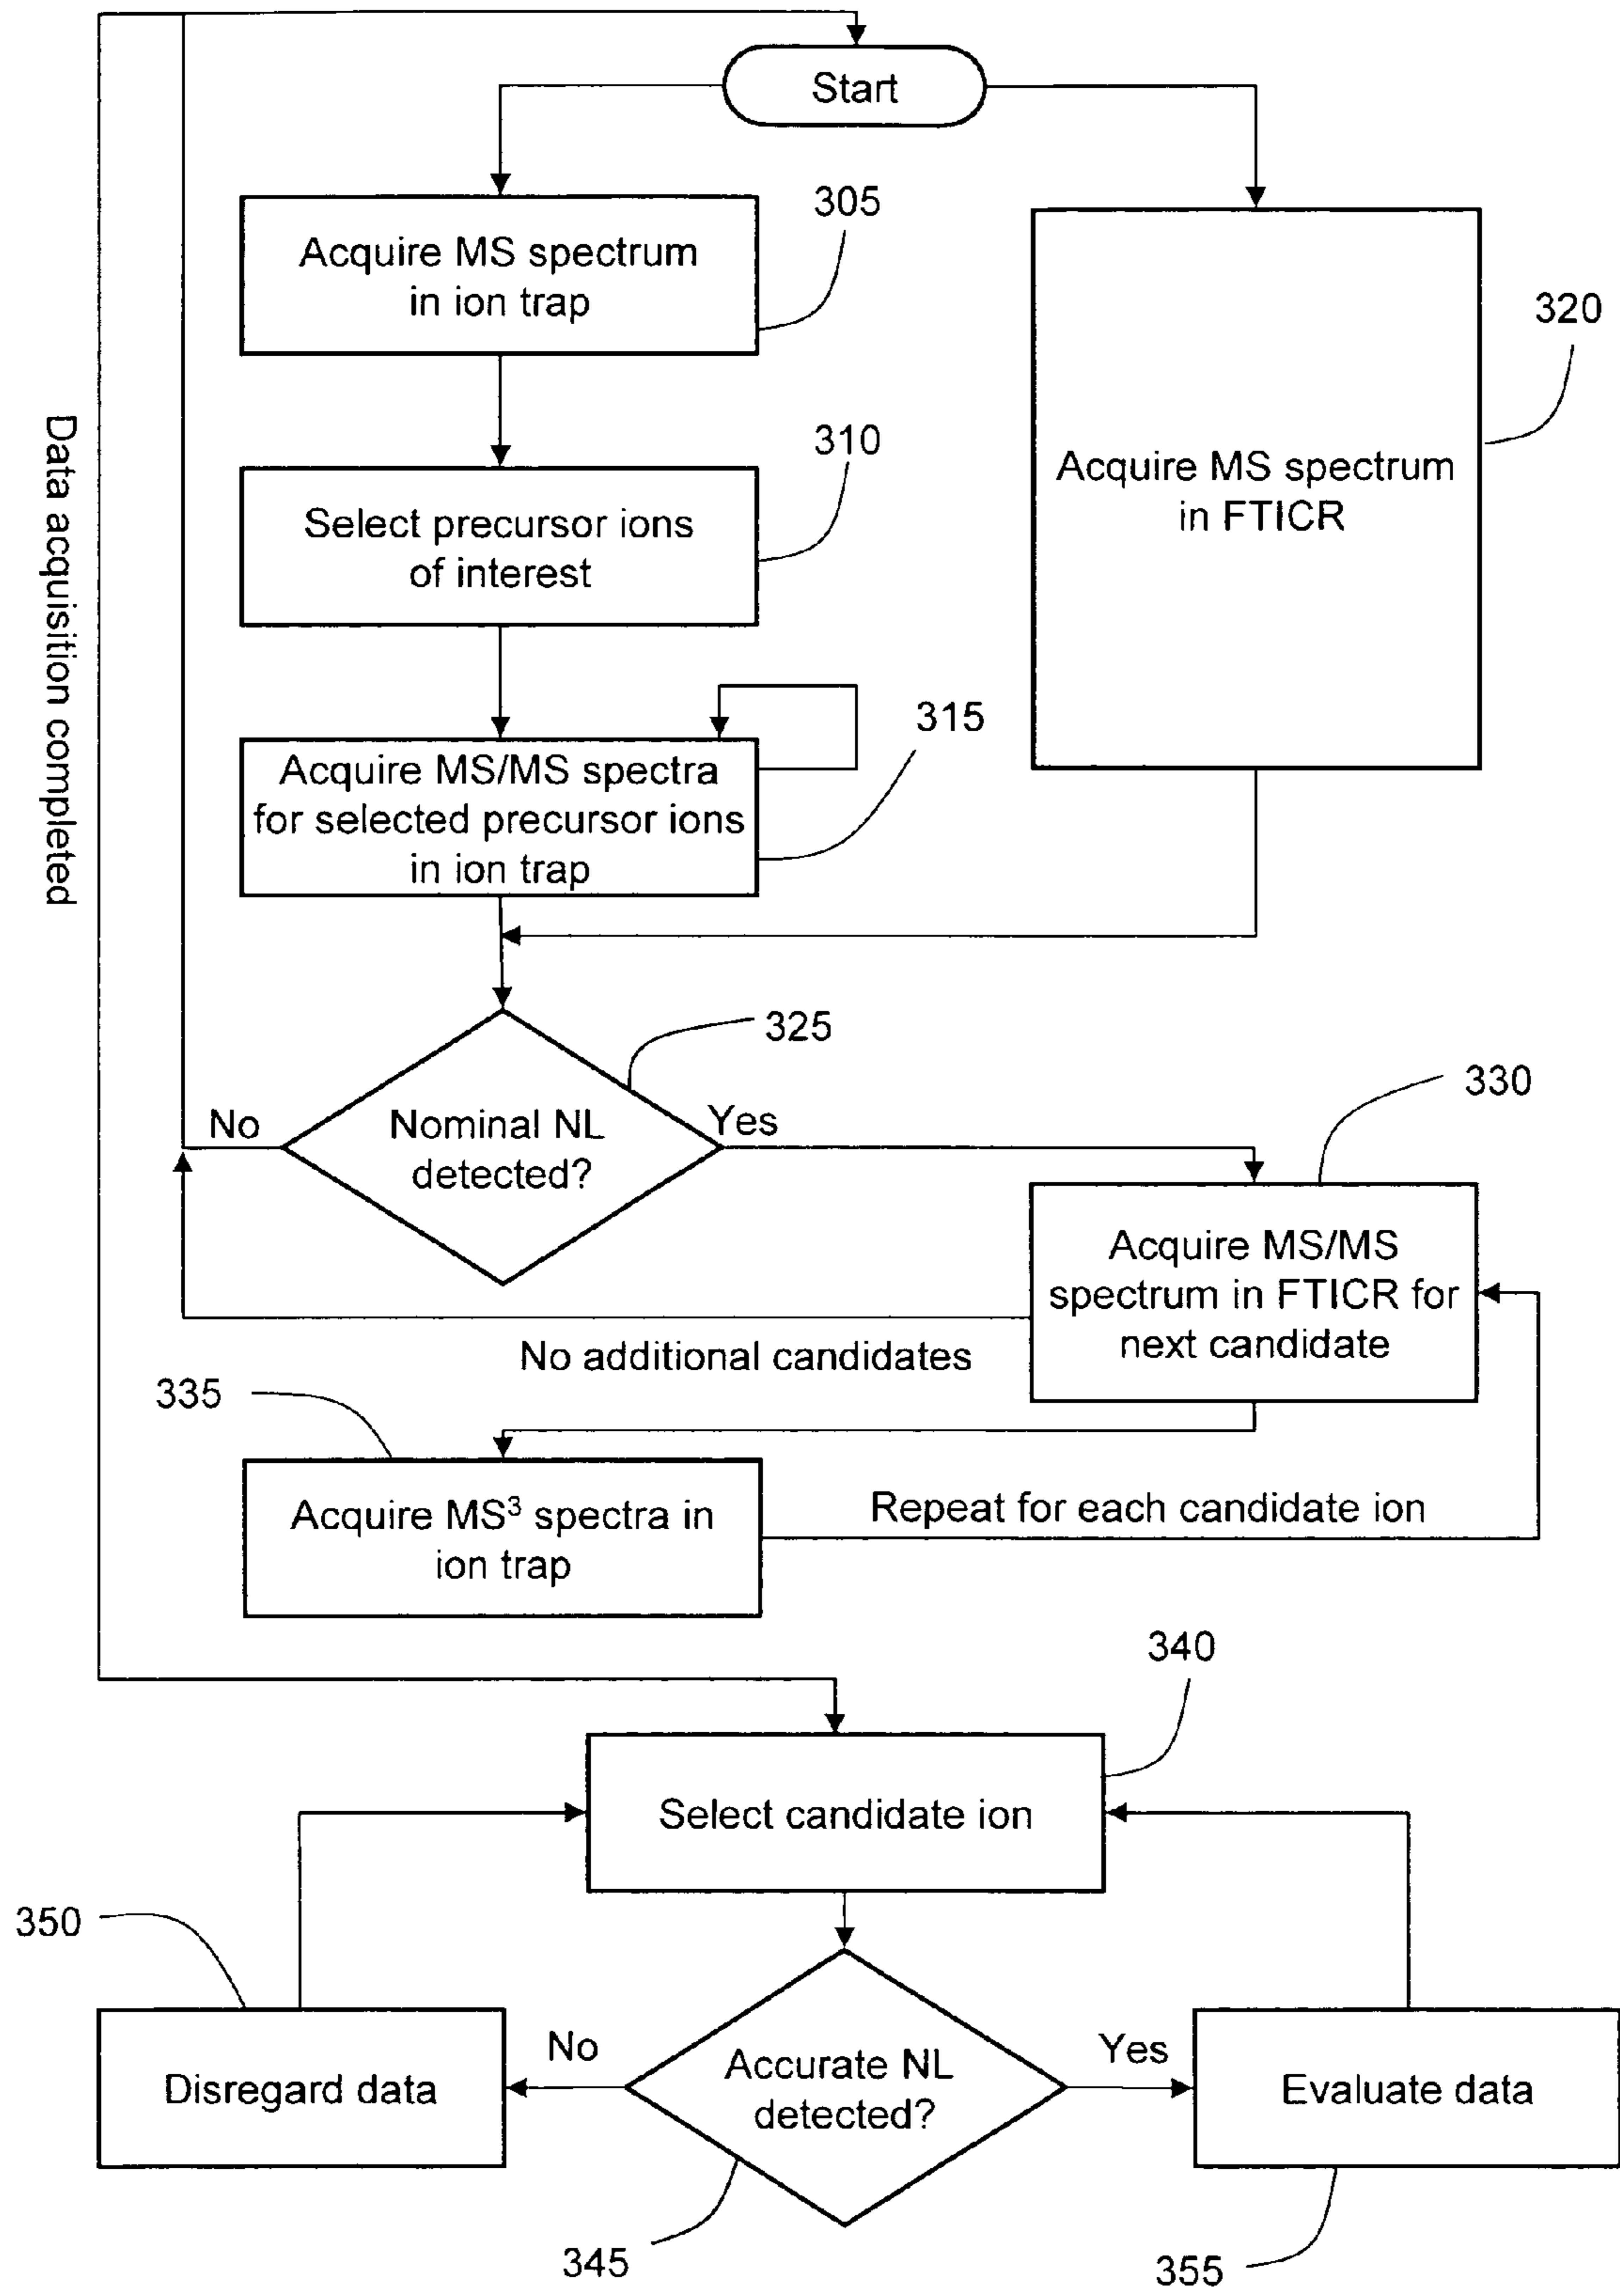 Start
305
Acquire MS spectrum
in ion trap
320
Acquire MS spectrum
in FTICR
310
Select precursor ions
of interest
Data acquisition completed
315
Acquire MS/MS spectra
for selected precursor ions
in ion trap
325
Nominal NL
detected?
No
Yes
330
Acquire MS/MS
spectrum in FTICR for
next candidate
No additional candidates
335
Acquire MS³ spectra in
ion trap
Repeat for each candidate ion
340
Select candidate ion
350
Disregard data
No
Accurate NL
detected?
Yes
Evaluate data
345
355